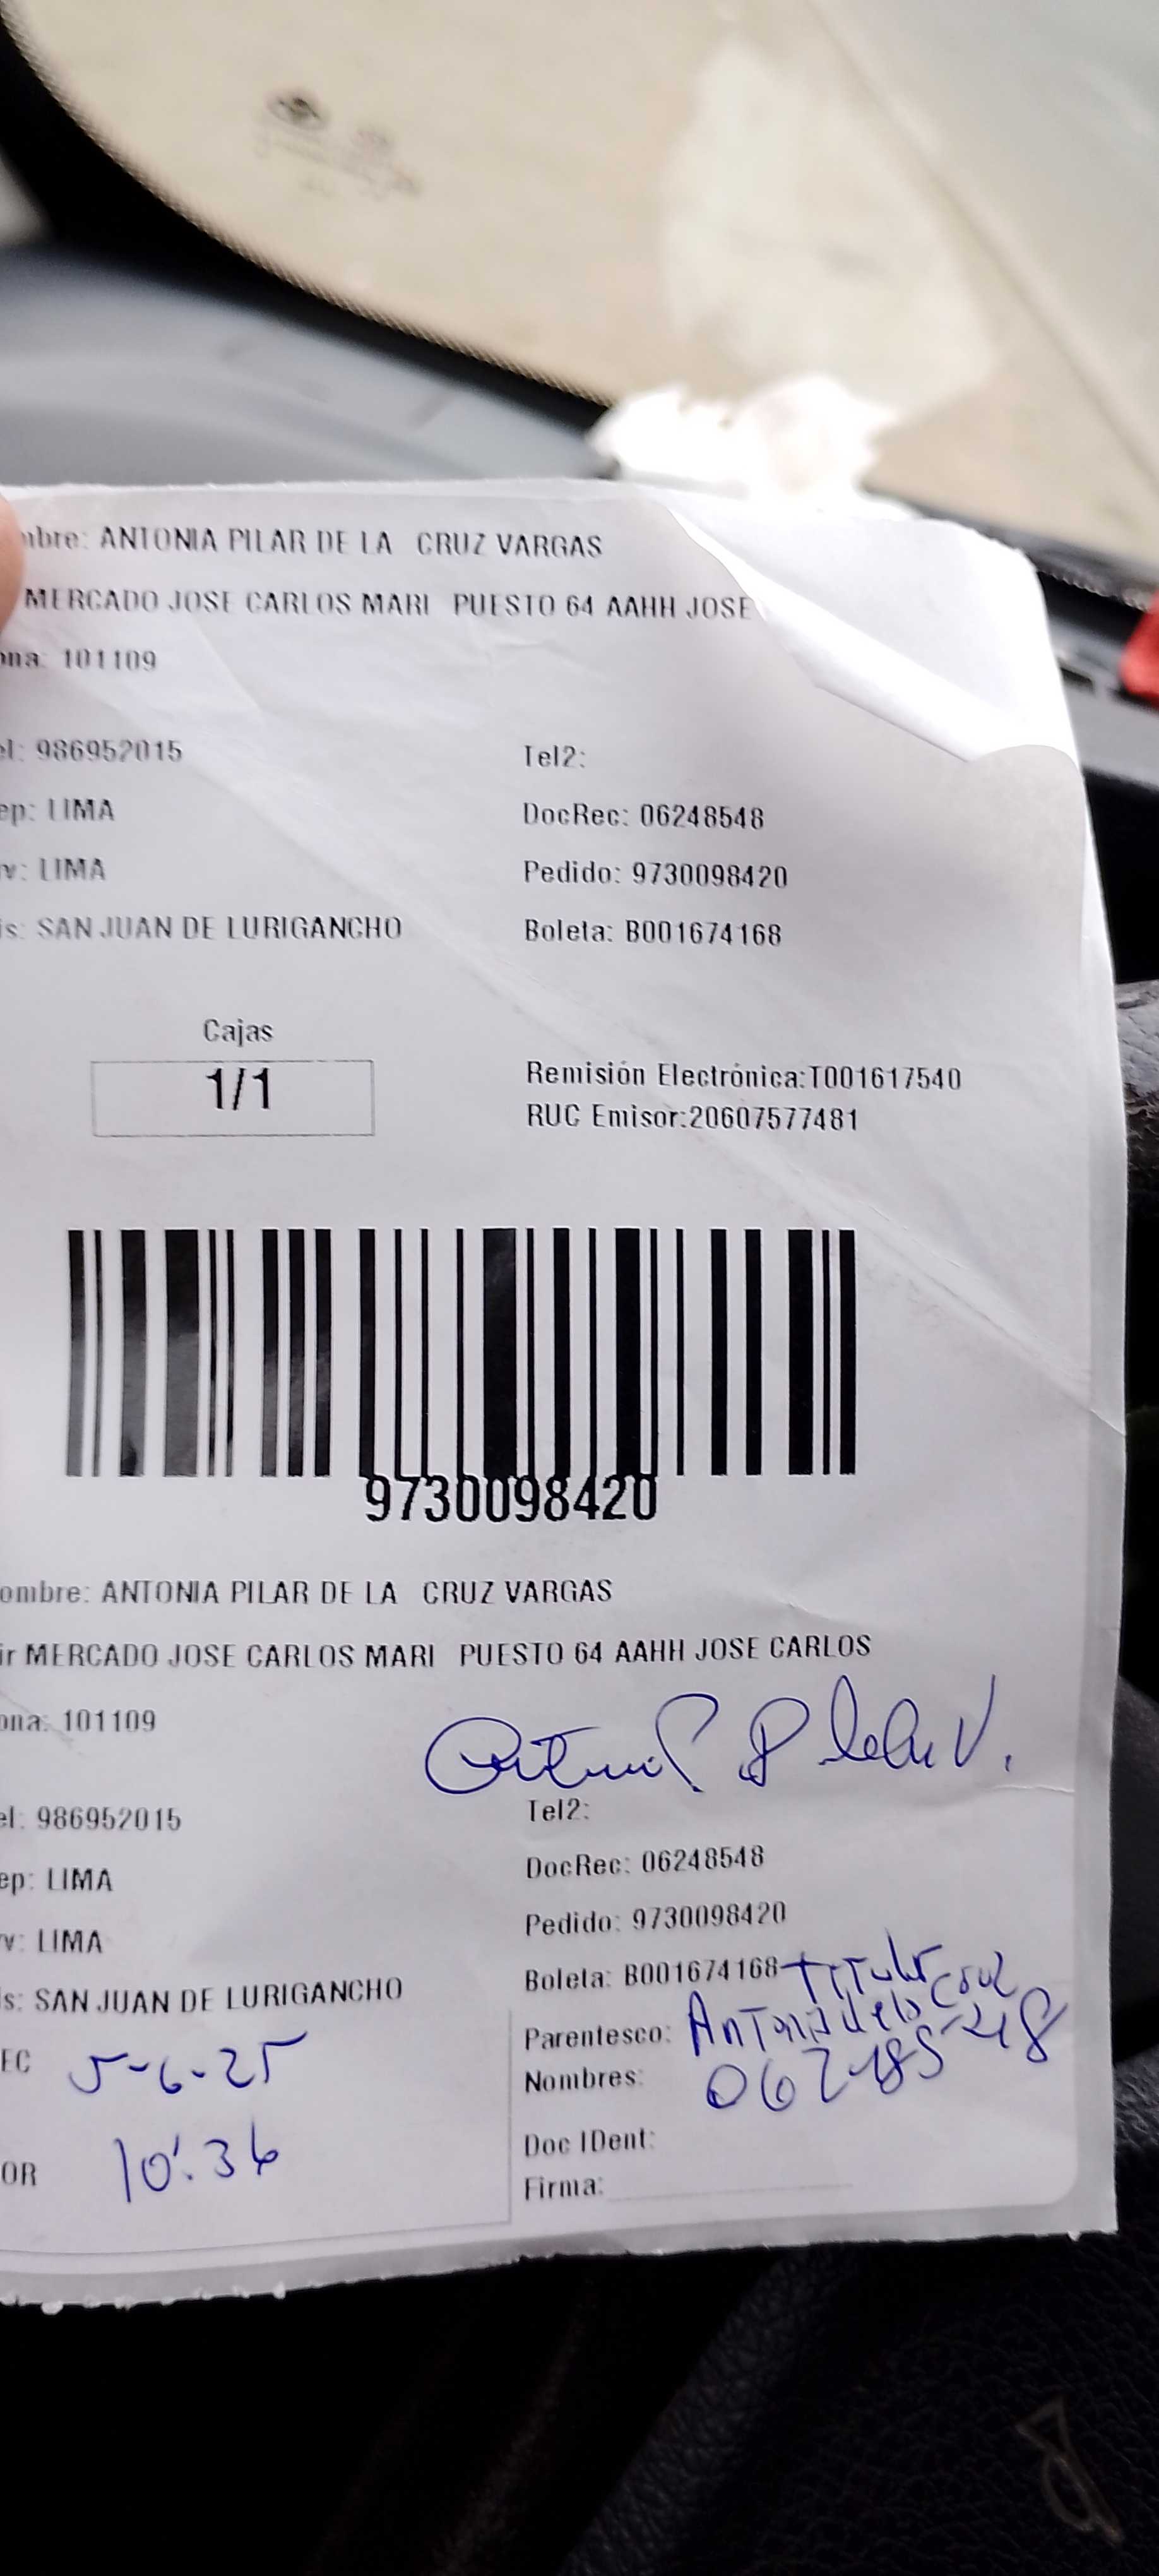 mbre: ANTONIA PILAR DE LA CRUZ VARGAS
MERCADO JOSE CARLOS MARI PUESTO 64 AAHH JOSE
ona: 101109
el: 986952015 Tel2:
ep: LIMA DocRec: 06248548
v: LIMA Pedido: 9730098420
is: SAN JUAN DE LURIGANCHO Boleta: B001674168
Cajas
1/1
Remisión Electrónica:T001617540
RUC Emisor:20607577481
9730098420
ombre: ANTONIA PILAR DE LA CRUZ VARGAS
ir MERCADO JOSE CARLOS MARI PUESTO 64 AAHH JOSE CARLOS
ona: 101109
el: 986952015 Tel2:
ep: LIMA DocRec: 06248548
v: LIMA Pedido: 9730098420
is: SAN JUAN DE LURIGANCHO Boleta: B001674168 Titular
EC 5-6-25 Parentesco: Antonia de la Cruz
Nombres:
OR 10:36 Doc IDent:
Firma: